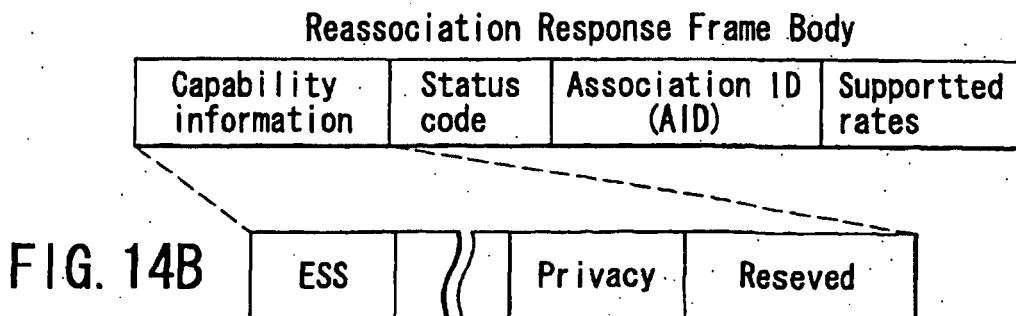 Reassociation Response Frame Body
Capability information
Status code
Association ID (AID)
Supportted rates
FIG. 14B
ESS
Privacy
Reseved